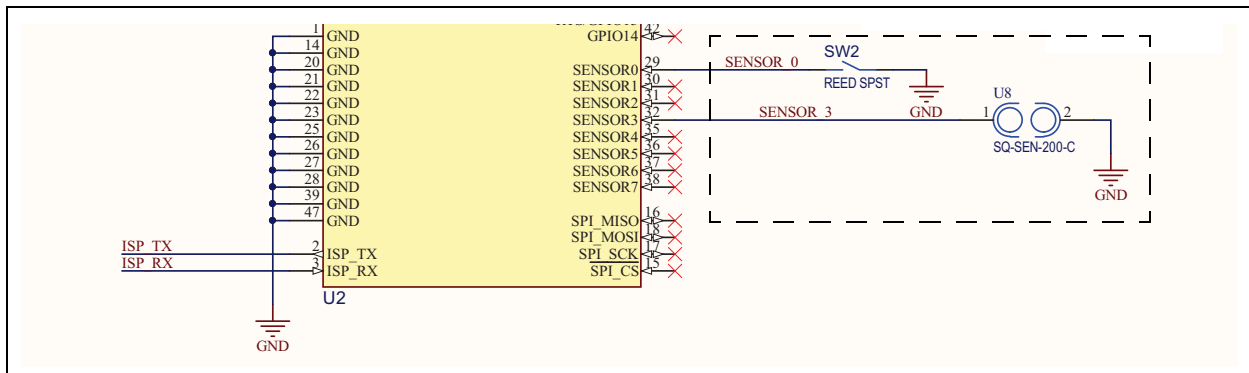 42
GPIO14
1 GND
14 GND
20 GND
21 GND
22 GND
23 GND
25 GND
26 GND
27 GND
28 GND
39 GND
47 GND
ISP_TX 2 ISP_TX
ISP_RX 3 ISP_RX
U2
GND
SENSOR0 29 SENSOR_0
SENSOR1 30
SENSOR2 31
SENSOR3 32 SENSOR_3
SENSOR4 35
SENSOR5 36
SENSOR6 37
SENSOR7 38
SPI_MISO 16
SPI_MOSI 18
SPI_SCK 17
SPI_CS 15
SW2
REED SPST
GND
U8
1 2
SQ-SEN-200-C
GND